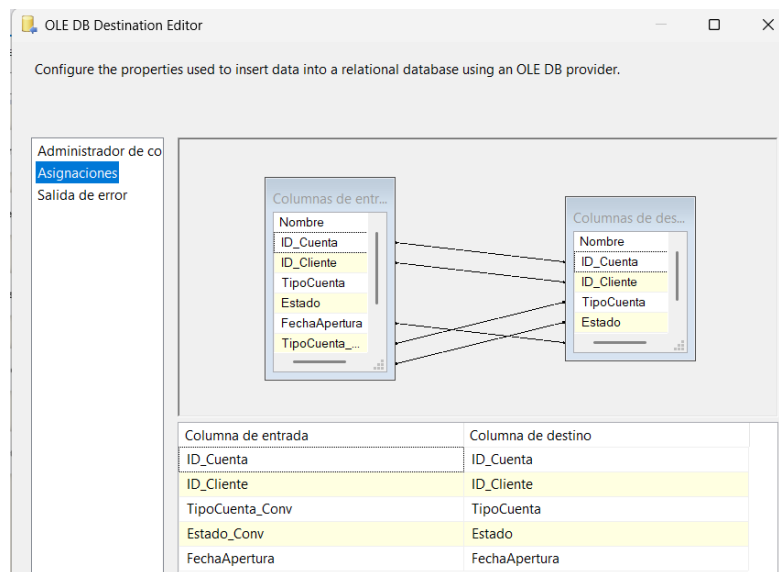 OLE DB Destination Editor
Configure the properties used to insert data into a relational database using an OLE DB provider.
Administrador de co
Asignaciones
Salida de error
Columnas de entr...
Nombre
ID_Cuenta
ID_Cliente
TipoCuenta
Estado
FechaApertura
TipoCuenta_...
Columnas de des...
Nombre
ID_Cuenta
ID_Cliente
TipoCuenta
Estado
Columna de entrada Columna de destino
ID_Cuenta ID_Cuenta
ID_Cliente ID_Cliente
TipoCuenta_Conv TipoCuenta
Estado_Conv Estado
FechaApertura FechaApertura